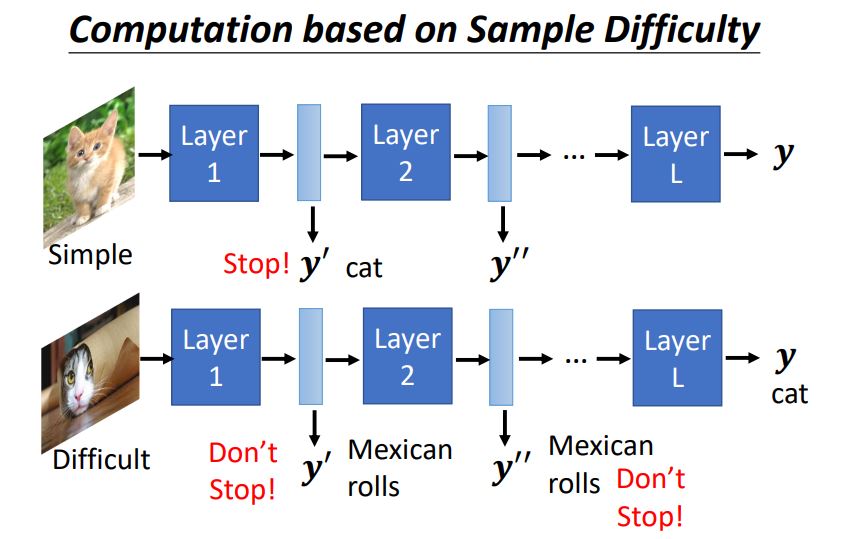 Computation based on Sample Difficulty
Layer
1
Layer
2
...
Layer
L
y
Simple
Stop!
y′
cat
y′′
Layer
1
Layer
2
...
Layer
L
y
cat
Difficult
Don’t
Stop!
y′
Mexican
rolls
y′′
Mexican
rolls
Don’t
Stop!